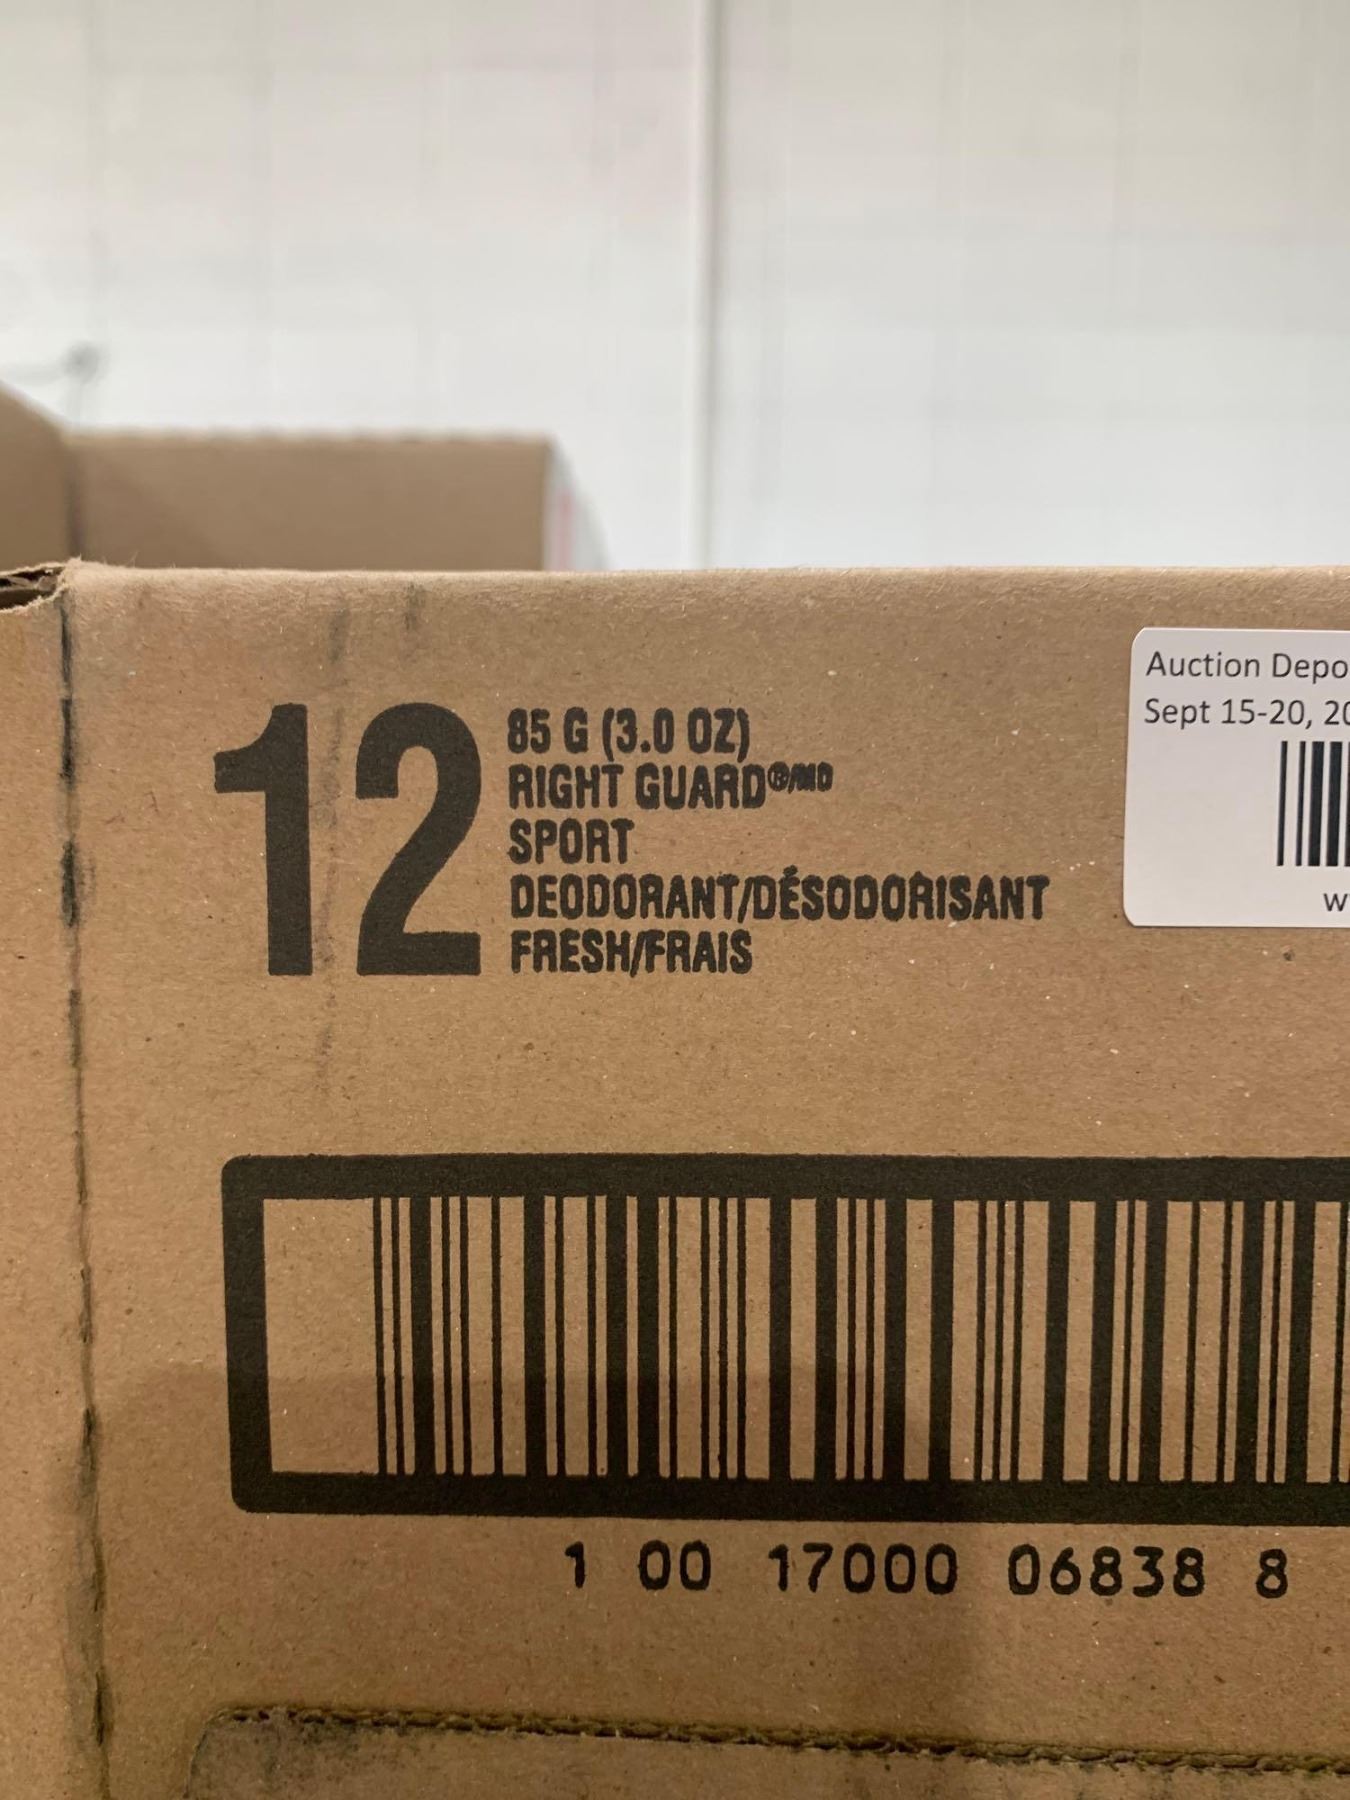 12
85 G (3.0 OZ)
RIGHT GUARD®/MD
SPORT
DEODORANT/DÉSODORISANT
FRESH/FRAIS
Auction Depo
Sept 15-20, 20
1 00 17000 06838 8